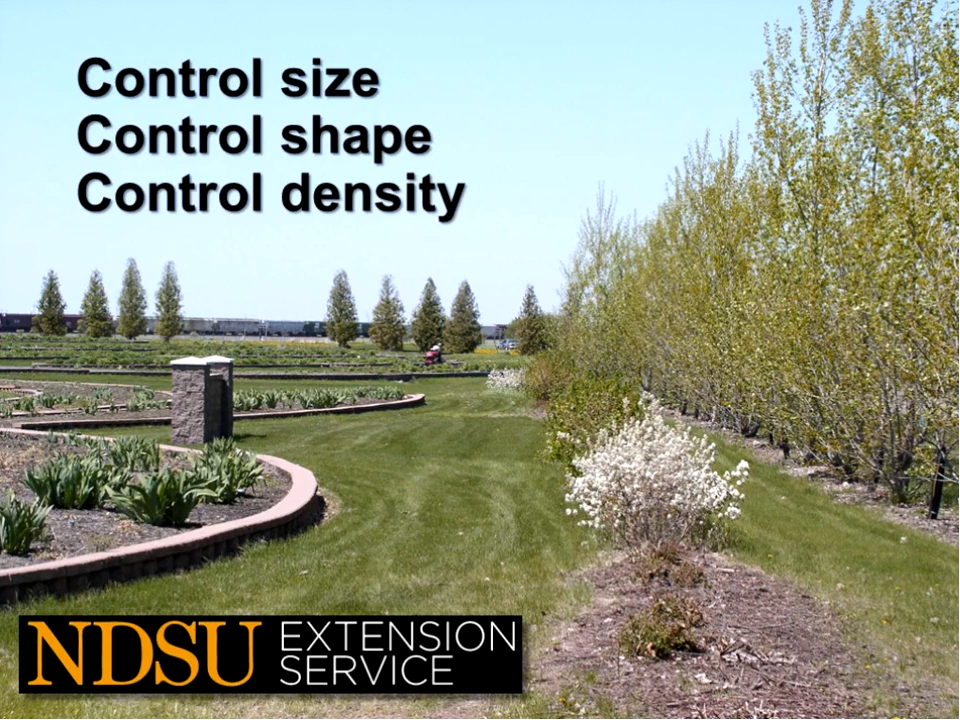 Control size
Control shape
Control density
NDSU EXTENSION
SERVICE